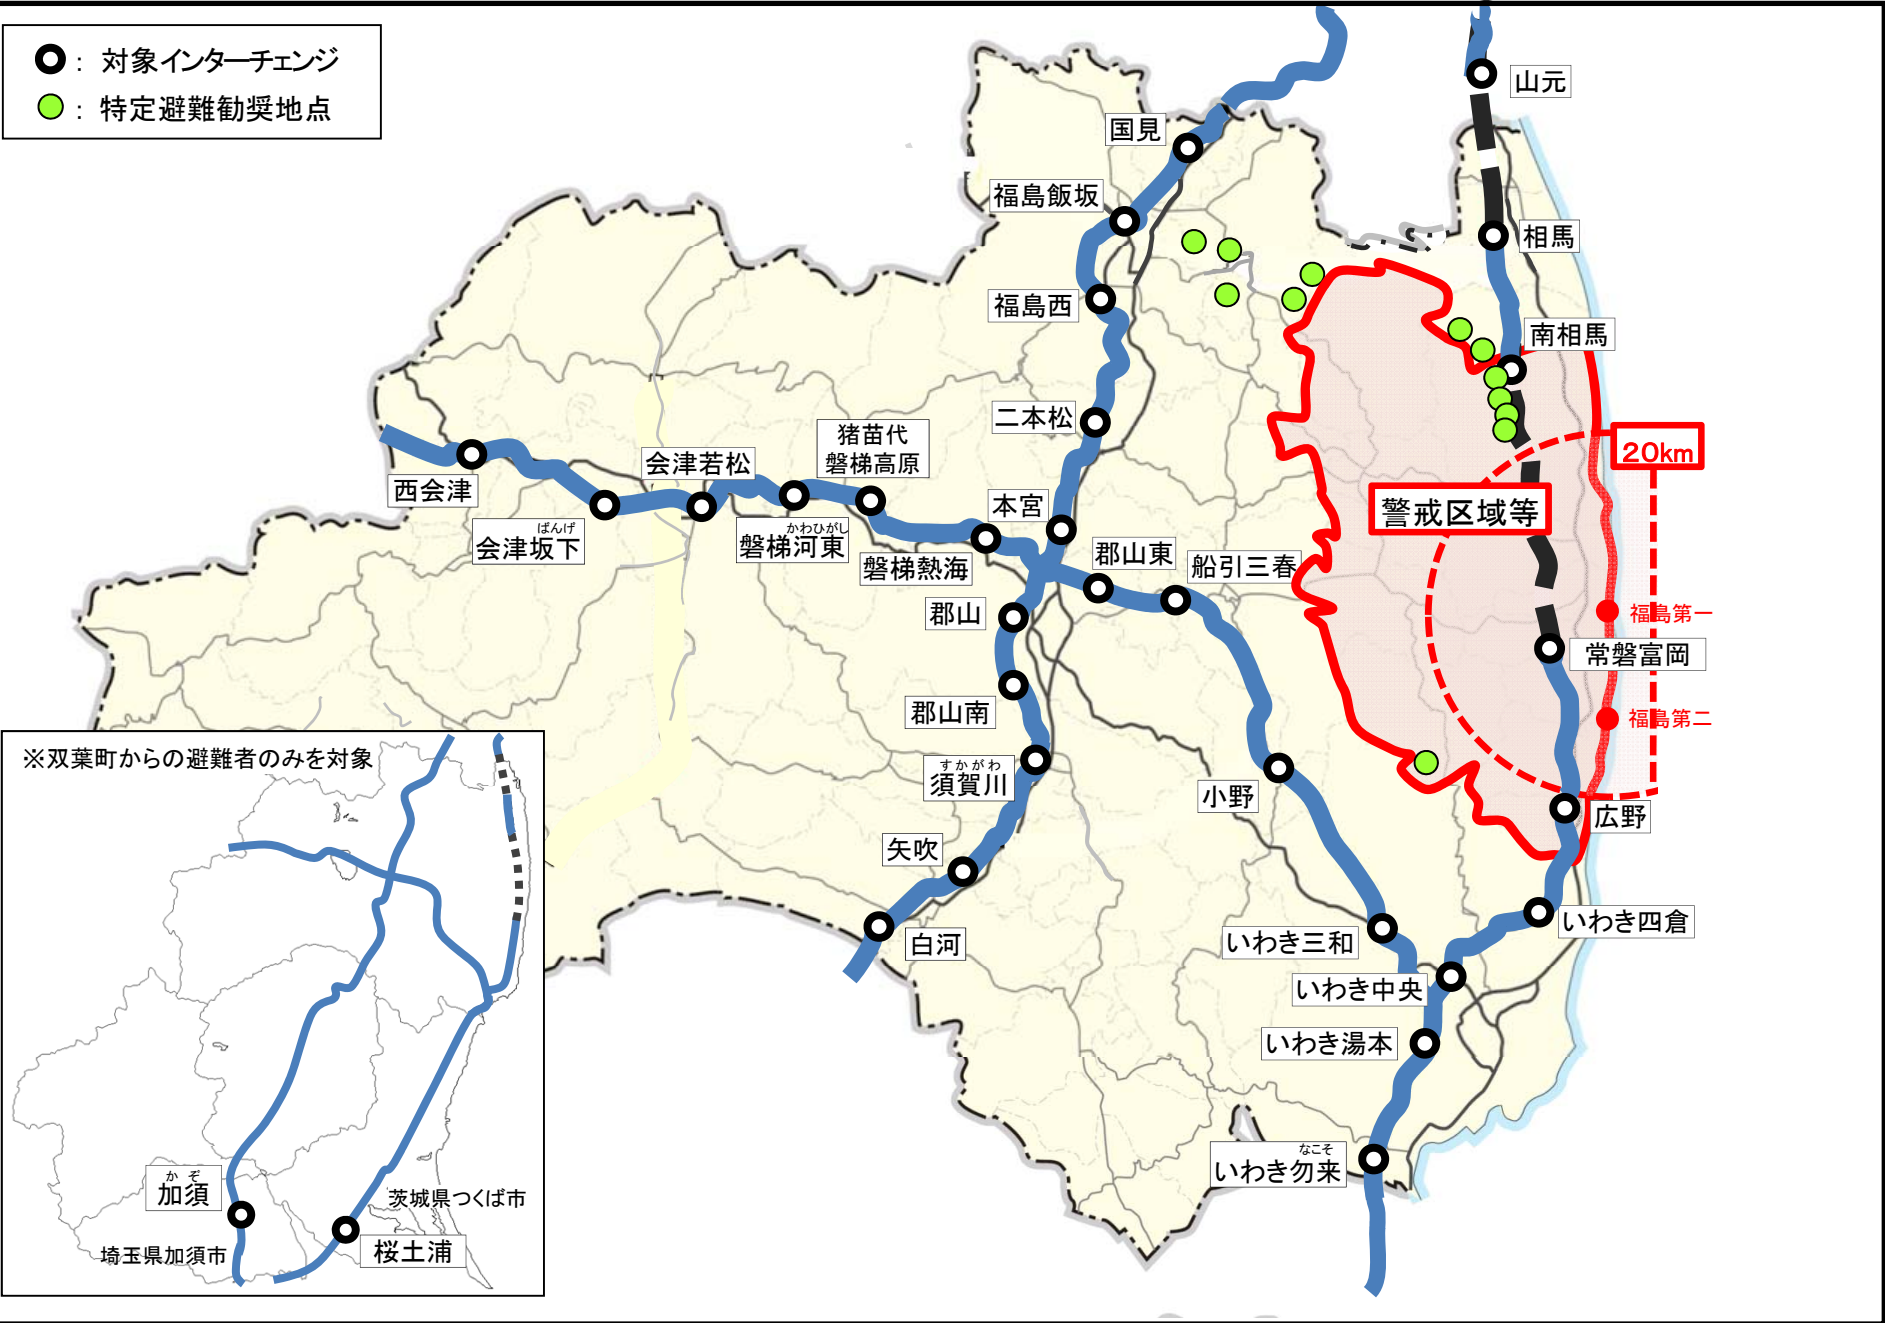 ： 対象インターチェンジ
： 特定避難勧奨地点
山元
国見
福島飯坂
相馬
福島西
南相馬
二本松
20km
猪苗代
磐梯高原
会津若松
西会津
警戒区域等
本宮
ばんげ
会津坂下
かわひがし
磐梯河東
磐梯熱海
郡山東
船引三春
郡山
福島第一
常磐富岡
郡山南
福島第二
すかがわ
須賀川
小野
広野
矢吹
白河
いわき三和
いわき四倉
いわき中央
いわき湯本
なこそ
いわき勿来
※双葉町からの避難者のみを対象
かぞ
加須
茨城県つくば市
埼玉県加須市
桜土浦